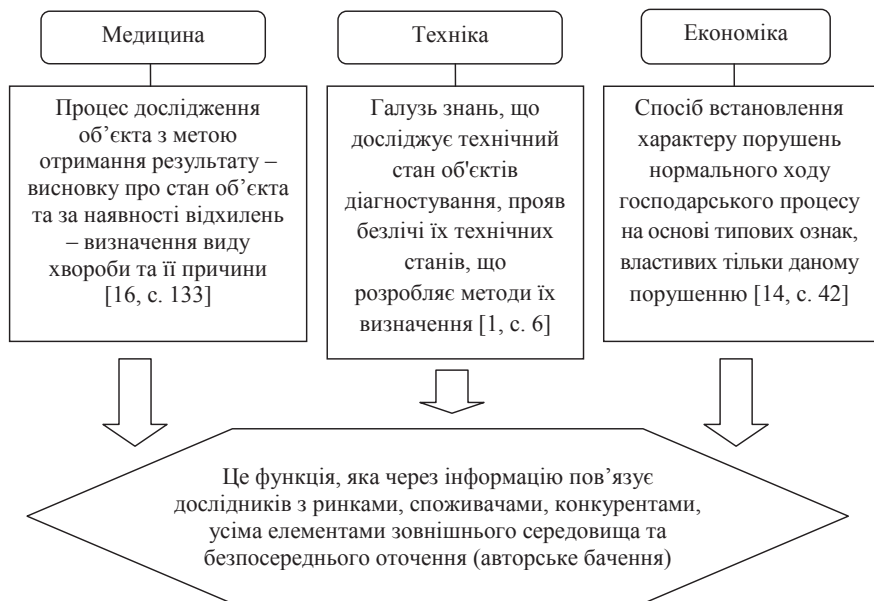 Медицина
Процес дослідження
об’єкта з метою
отримання результату –
висновку про стан об’єкта
та за наявності відхилень
– визначення виду
хвороби та її причини
[16, с. 133]
Техніка
Галузь знань, що
досліджує технічний
стан об'єктів
діагностування, прояв
безлічі їх технічних
станів, що
розробляє методи їх
визначення [1, с. 6]
Економіка
Спосіб встановлення
характеру порушень
нормального ходу
господарського процесу
на основі типових ознак,
властивих тільки даному
порушенню [14, с. 42]
Це функція, яка через інформацію пов’язує
дослідників з ринками, споживачами, конкурентами,
усіма елементами зовнішнього середовища та
безпосереднього оточення (авторське бачення)